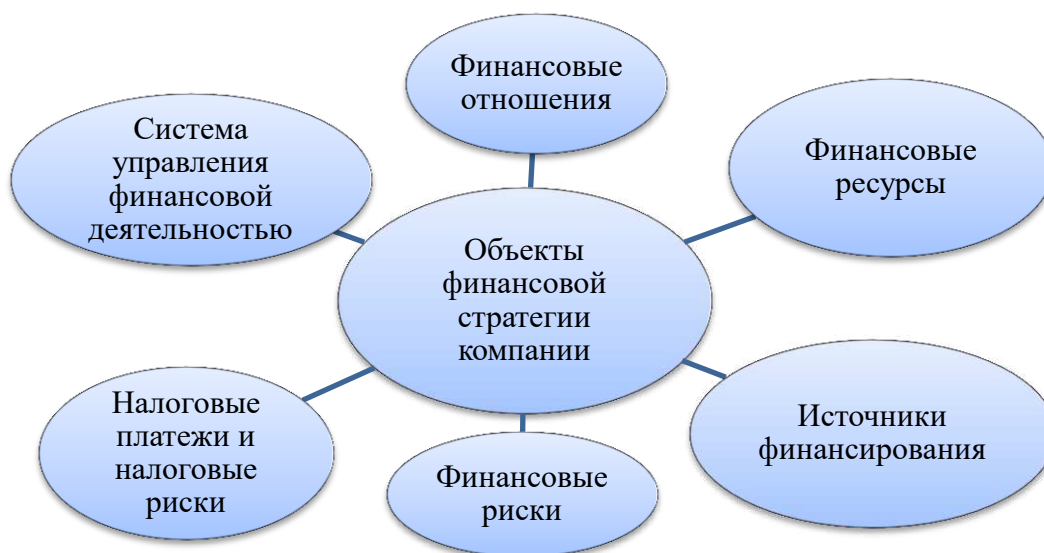 Финансовые
отношения
Система
управления
финансовой
деятельностью
Финансовые
ресурсы
Объекты
финансовой
стратегии
компании
Налоговые
платежи и
налоговые
риски
Финансовые
риски
Источники
финансирования